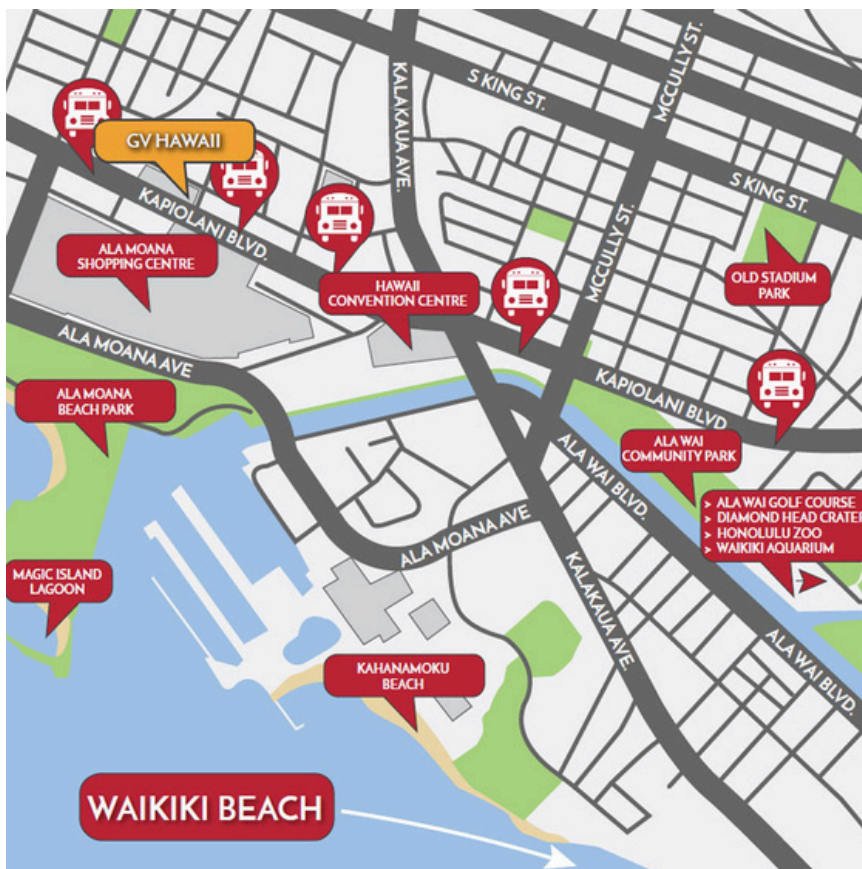 KALAKAUA AVE.
S KING ST.
MCCULLY ST.
GV HAWAII
S KING ST.
KAPIOLANI BLVD.
ALA MOANA
SHOPPING CENTRE
HAWAII
CONVENTION CENTRE
MCCULLY ST.
OLD STADIUM
PARK
ALA MOANA AVE
KAPIOLANI BLVD.
ALA MOANA
BEACH PARK
ALA WAI
COMMUNITY PARK
ALA WAI BLVD.
> ALA WAI GOLF COURSE
> DIAMOND HEAD CRATER
> HONOLULU ZOO
> WAIKIKI AQUARIUM
ALA MOANA AVE
MAGIC ISLAND
LAGOON
KALAKAUA AVE.
KAHANAMOKU
BEACH
ALA WAI BLVD.
WAIKIKI BEACH